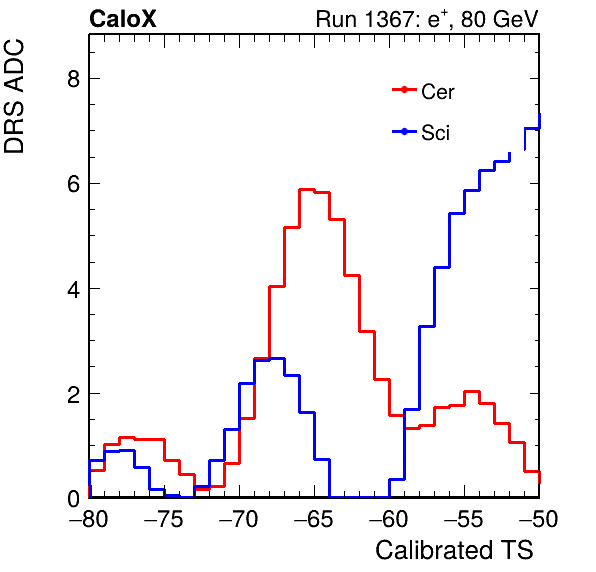 CaloX Run 1367: e⁺, 80 GeV
DRS ADC
Cer
Sci
8
6
4
2
0
−80 −75 −70 −65 −60 −55 −50
Calibrated TS